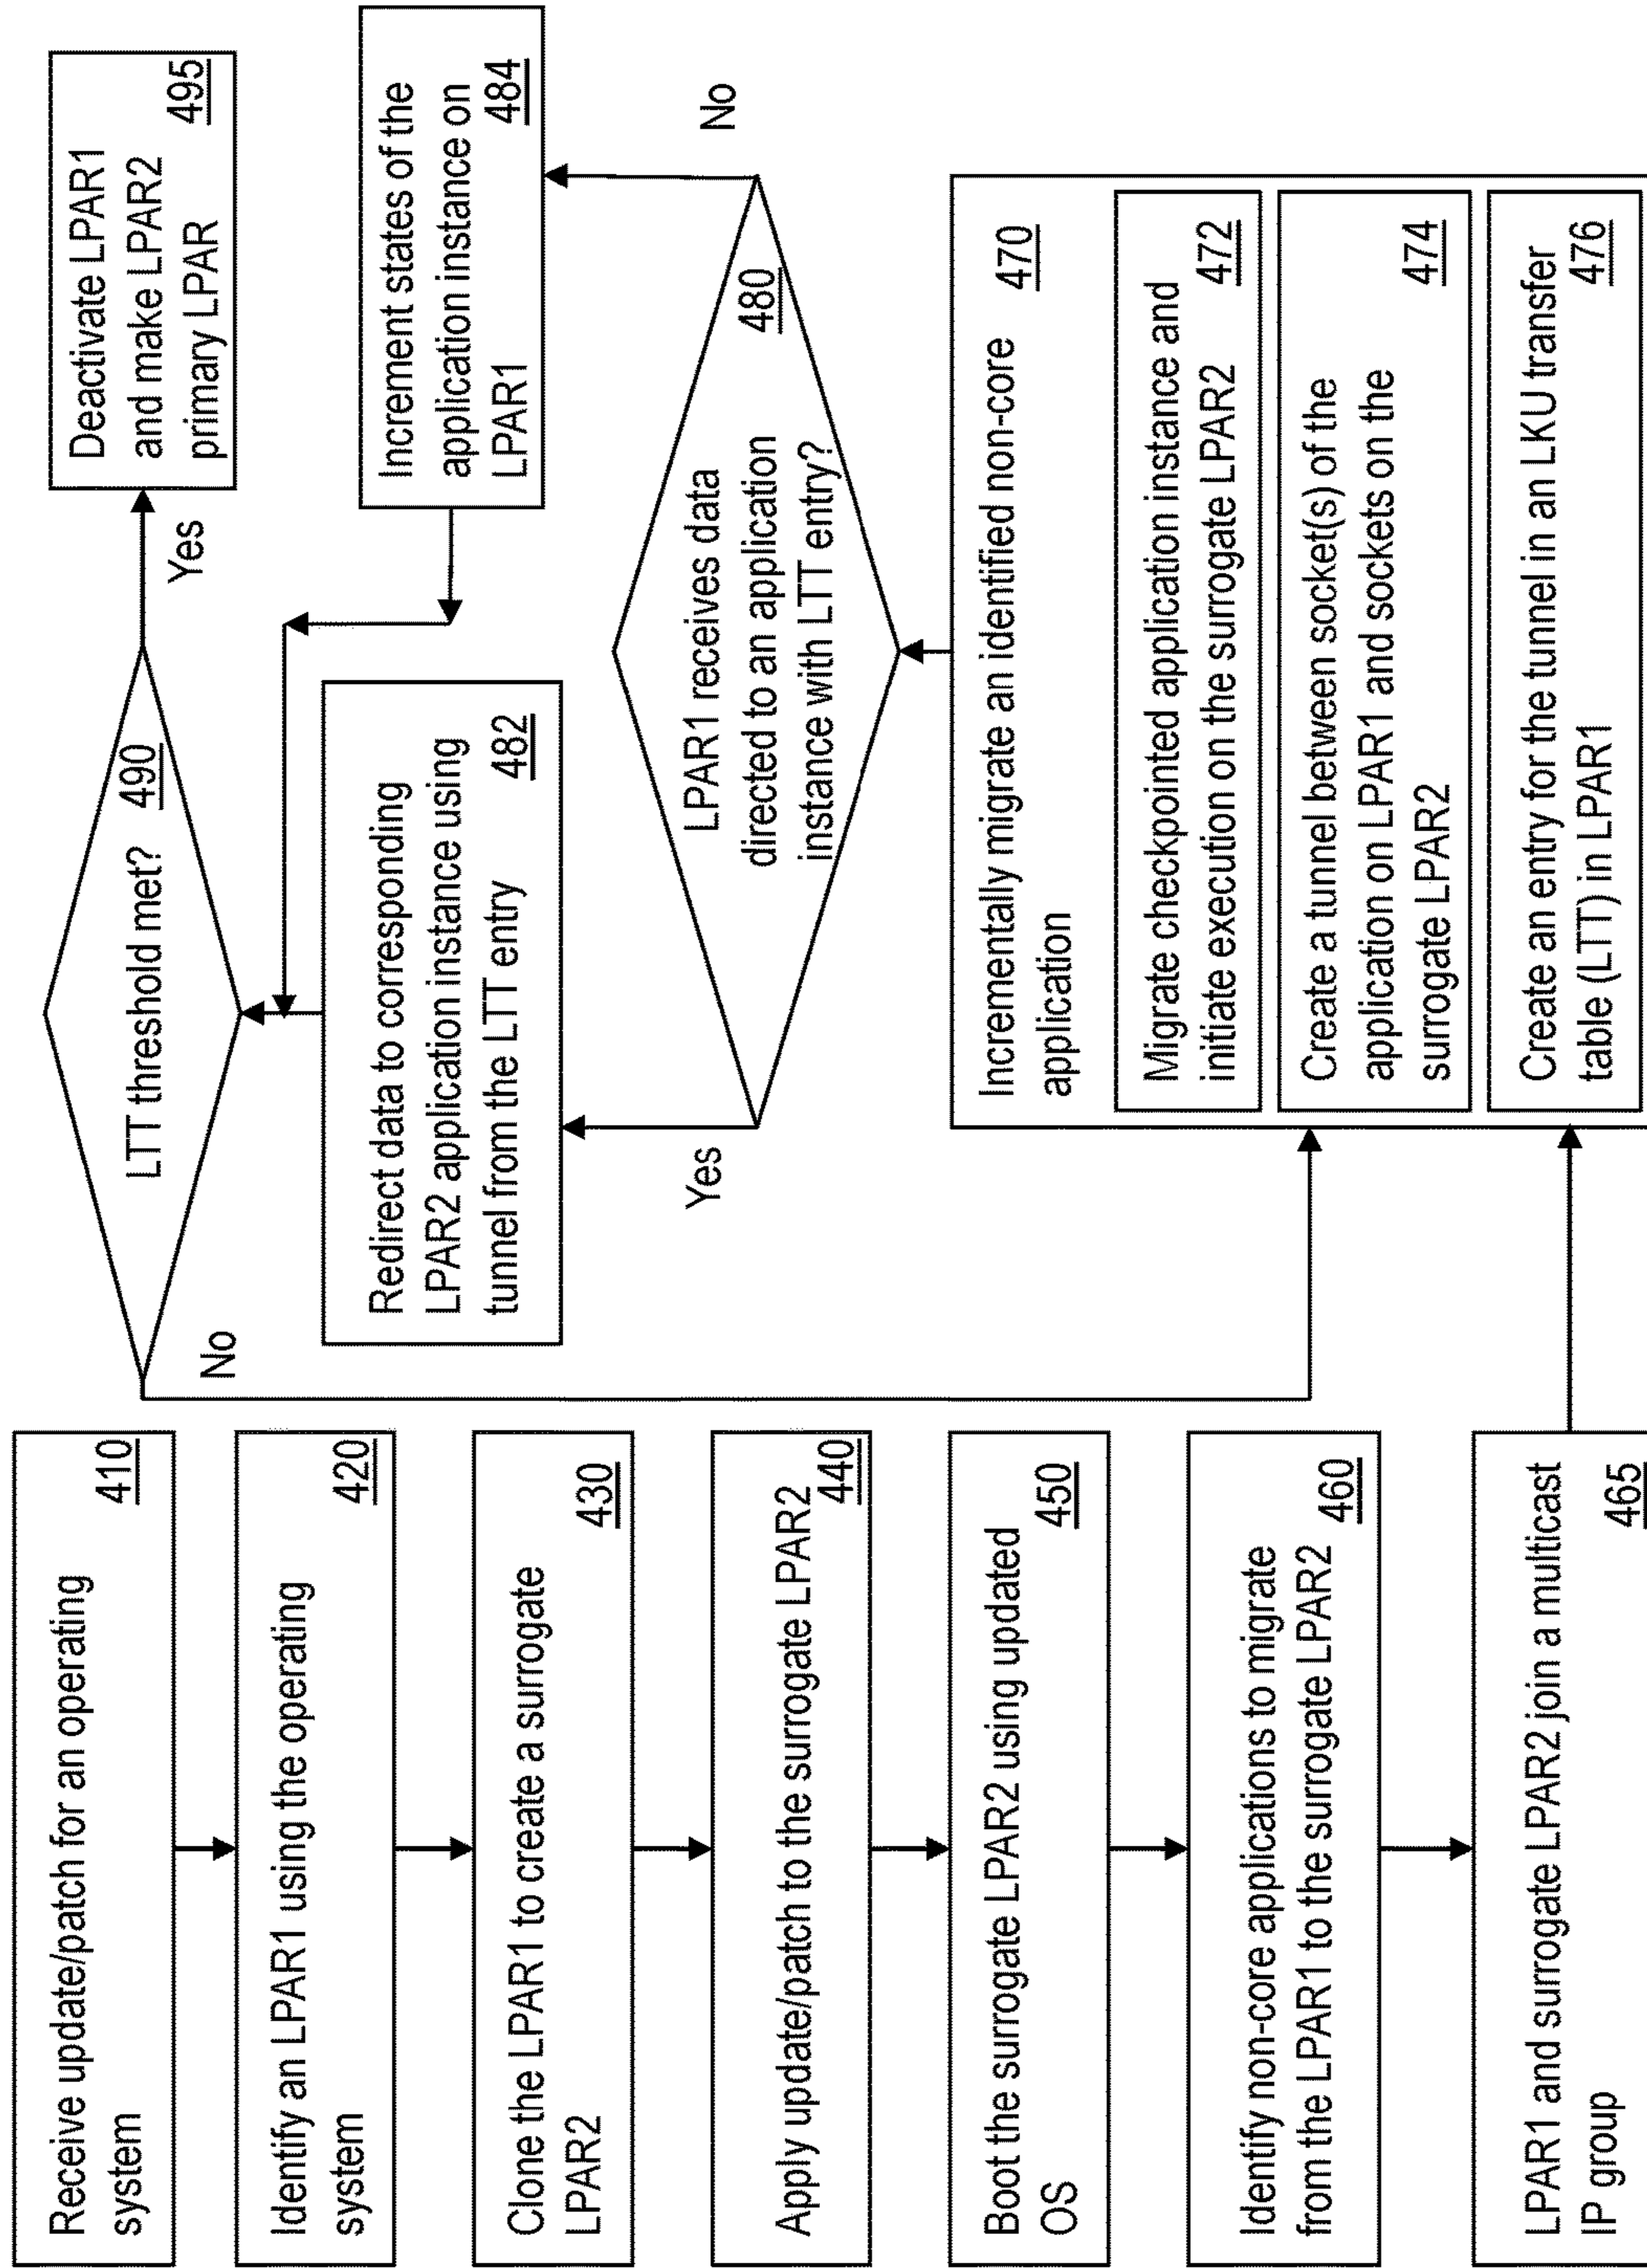 Receive update/patch for an operating
system
410
Identify an LPAR1 using the operating
system
420
Clone the LPAR1 to create a surrogate
LPAR2
430
Apply update/patch to the surrogate LPAR2
440
Boot the surrogate LPAR2 using updated
OS
450
Identify non-core applications to migrate
from the LPAR1 to the surrogate LPAR2
460
LPAR1 and surrogate LPAR2 join a multicast
IP group
465
Incrementally migrate an identified non-core
application
470
Migrate checkpointed application instance and
initiate execution on the surrogate LPAR2
472
Create a tunnel between socket(s) of the
application on LPAR1 and sockets on the
surrogate LPAR2
474
Create an entry for the tunnel in an LKU transfer
table (LTT) in LPAR1
476
LPAR1 receives data
directed to an application
instance with LTT entry?
480
Yes
No
Redirect data to corresponding
LPAR2 application instance using
tunnel from the LTT entry
482
Increment states of the
application instance on
LPAR1
484
LTT threshold met?
490
No
Yes
Deactivate LPAR1
and make LPAR2
primary LPAR
495